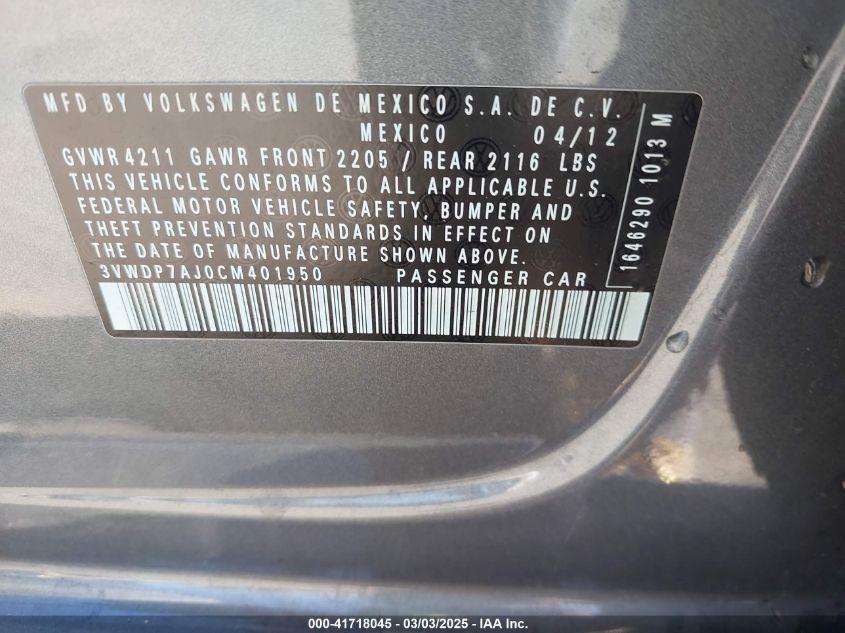 MFD BY VOLKSWAGEN DE MEXICO S.A. DE C.V.
MEXICO 04/12
GVWR 4211 GAWR FRONT 2205 / REAR 2116 LBS
THIS VEHICLE CONFORMS TO ALL APPLICABLE U.S.
FEDERAL MOTOR VEHICLE SAFETY, BUMPER AND
THEFT PREVENTION STANDARDS IN EFFECT ON
THE DATE OF MANUFACTURE SHOWN ABOVE.
3VWDP7AJ0CM401950 PASSENGER CAR
1646290 1013 M
000-41718045 — 03/03/2025 — IAA Inc.